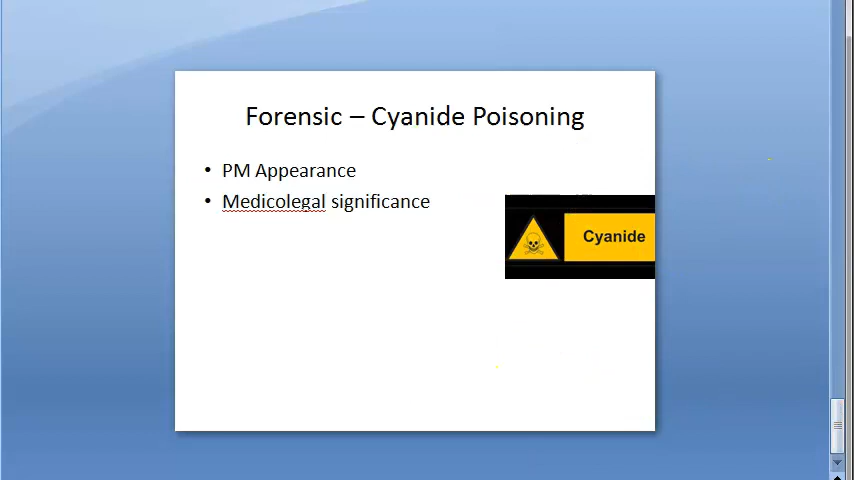 Forensic – Cyanide Poisoning
• PM Appearance
• Medicolegal significance
Cyanide